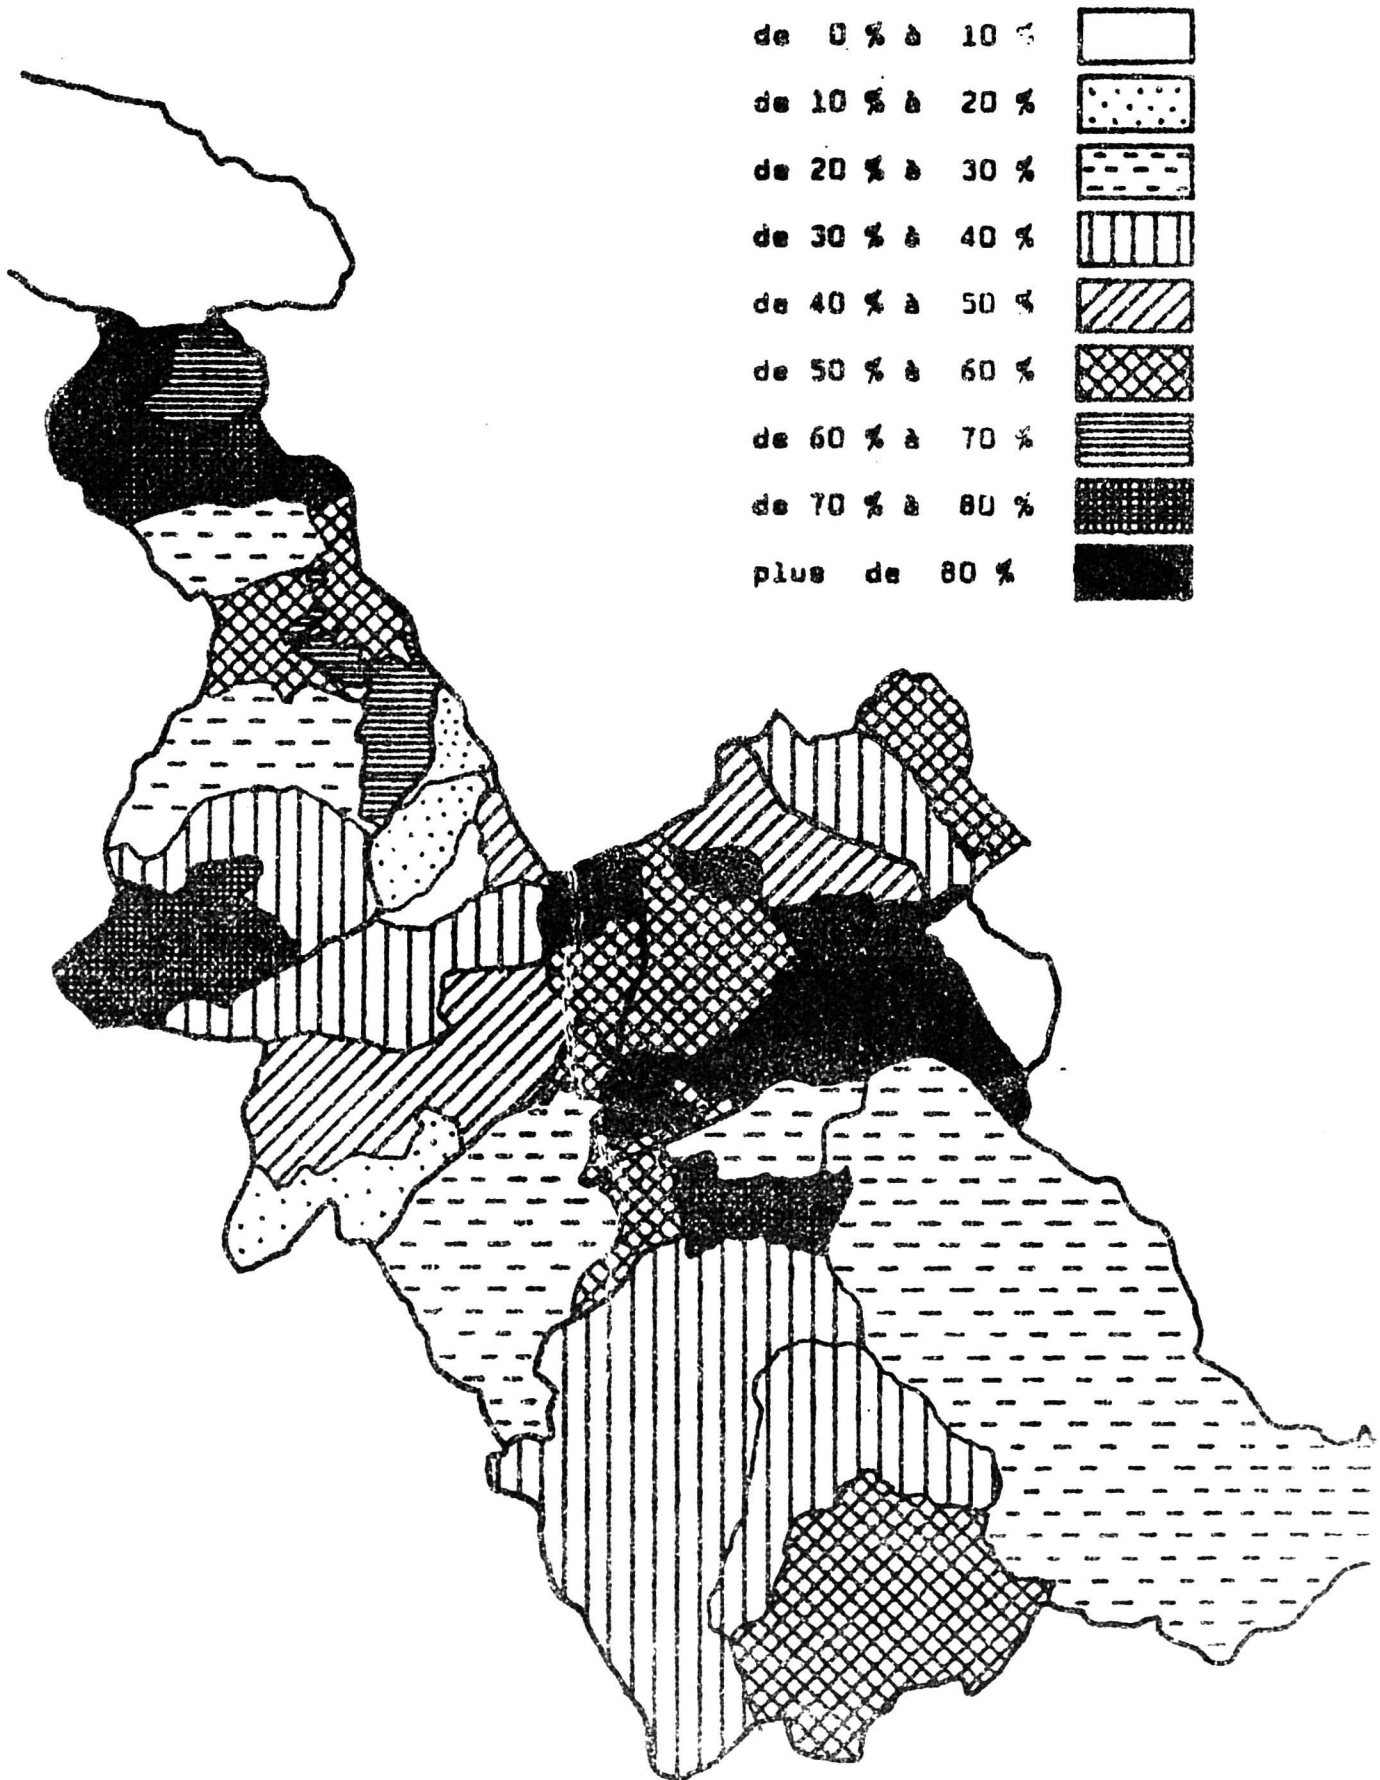 de 0 % à 10 %
de 10 % à 20 %
de 20 % à 30 %
de 30 % à 40 %
de 40 % à 50 %
de 50 % à 60 %
de 60 % à 70 %
de 70 % à 80 %
plus de 80 %